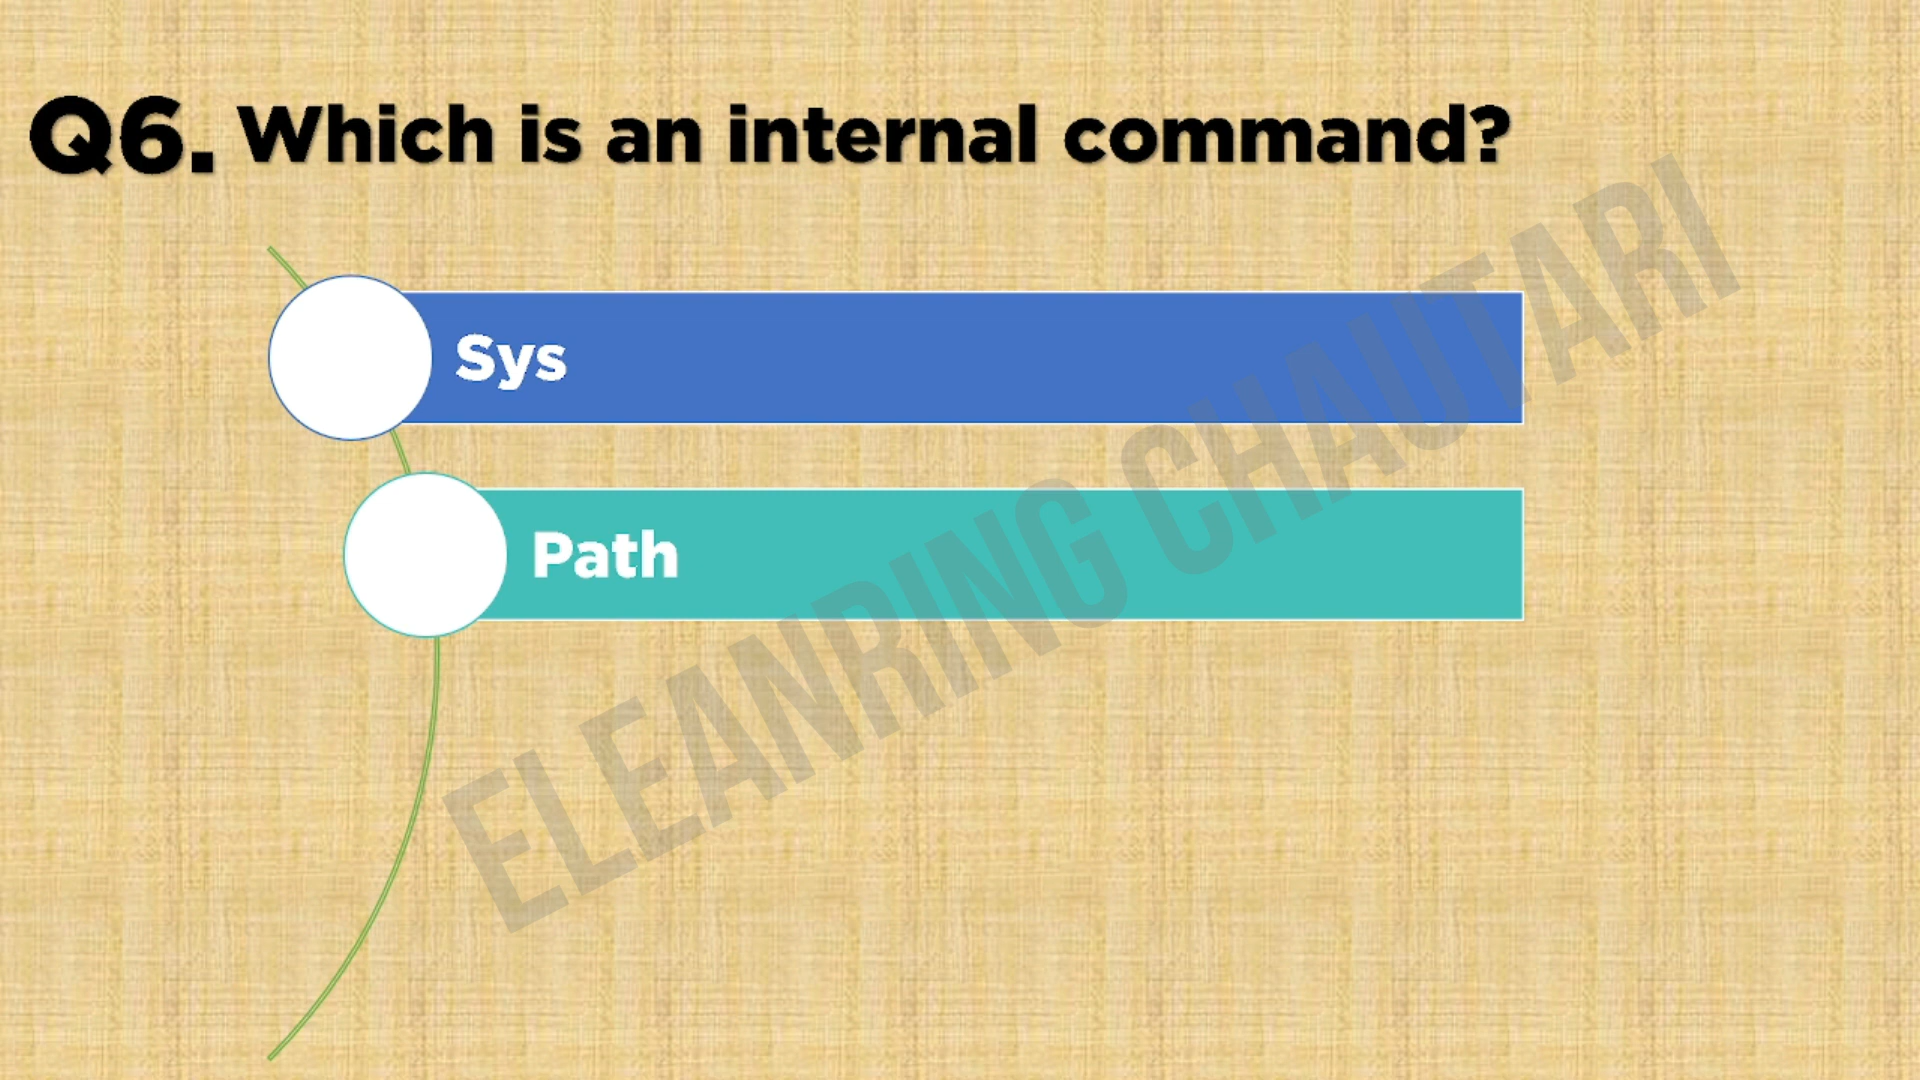 Q6. Which is an internal command?
Sys
Path
ELEANRING CHAUTARI